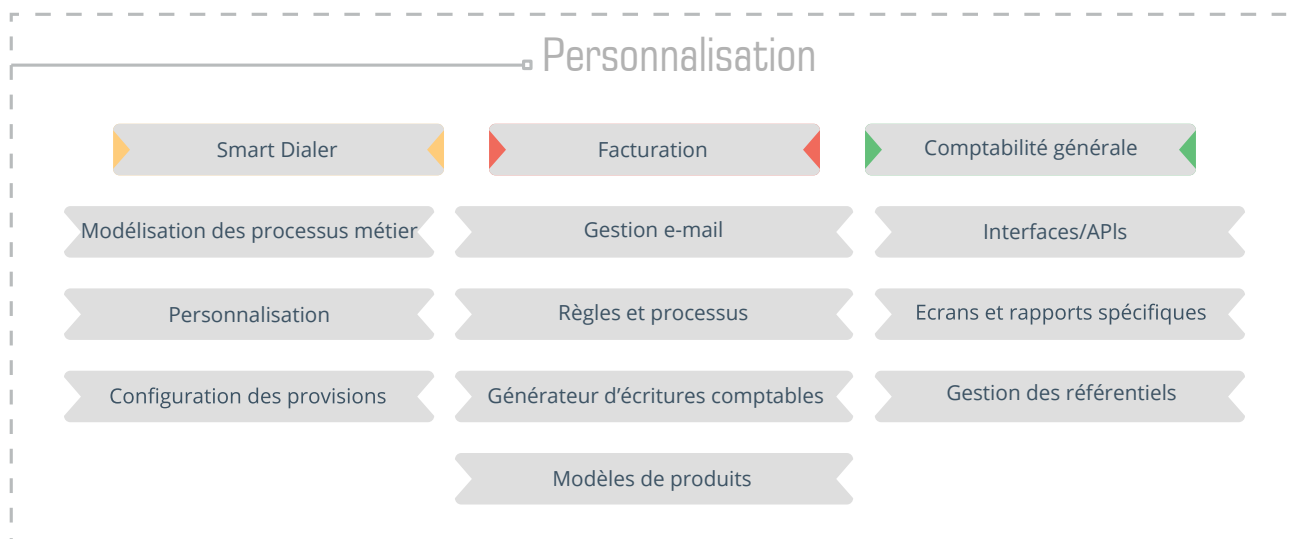 Personnalisation
Smart Dialer
Facturation
Comptabilité générale
Modélisation des processus métier
Gestion e-mail
Interfaces/APIs
Personnalisation
Règles et processus
Ecrans et rapports spécifiques
Configuration des provisions
Générateur d’écritures comptables
Gestion des référentiels
Modèles de produits